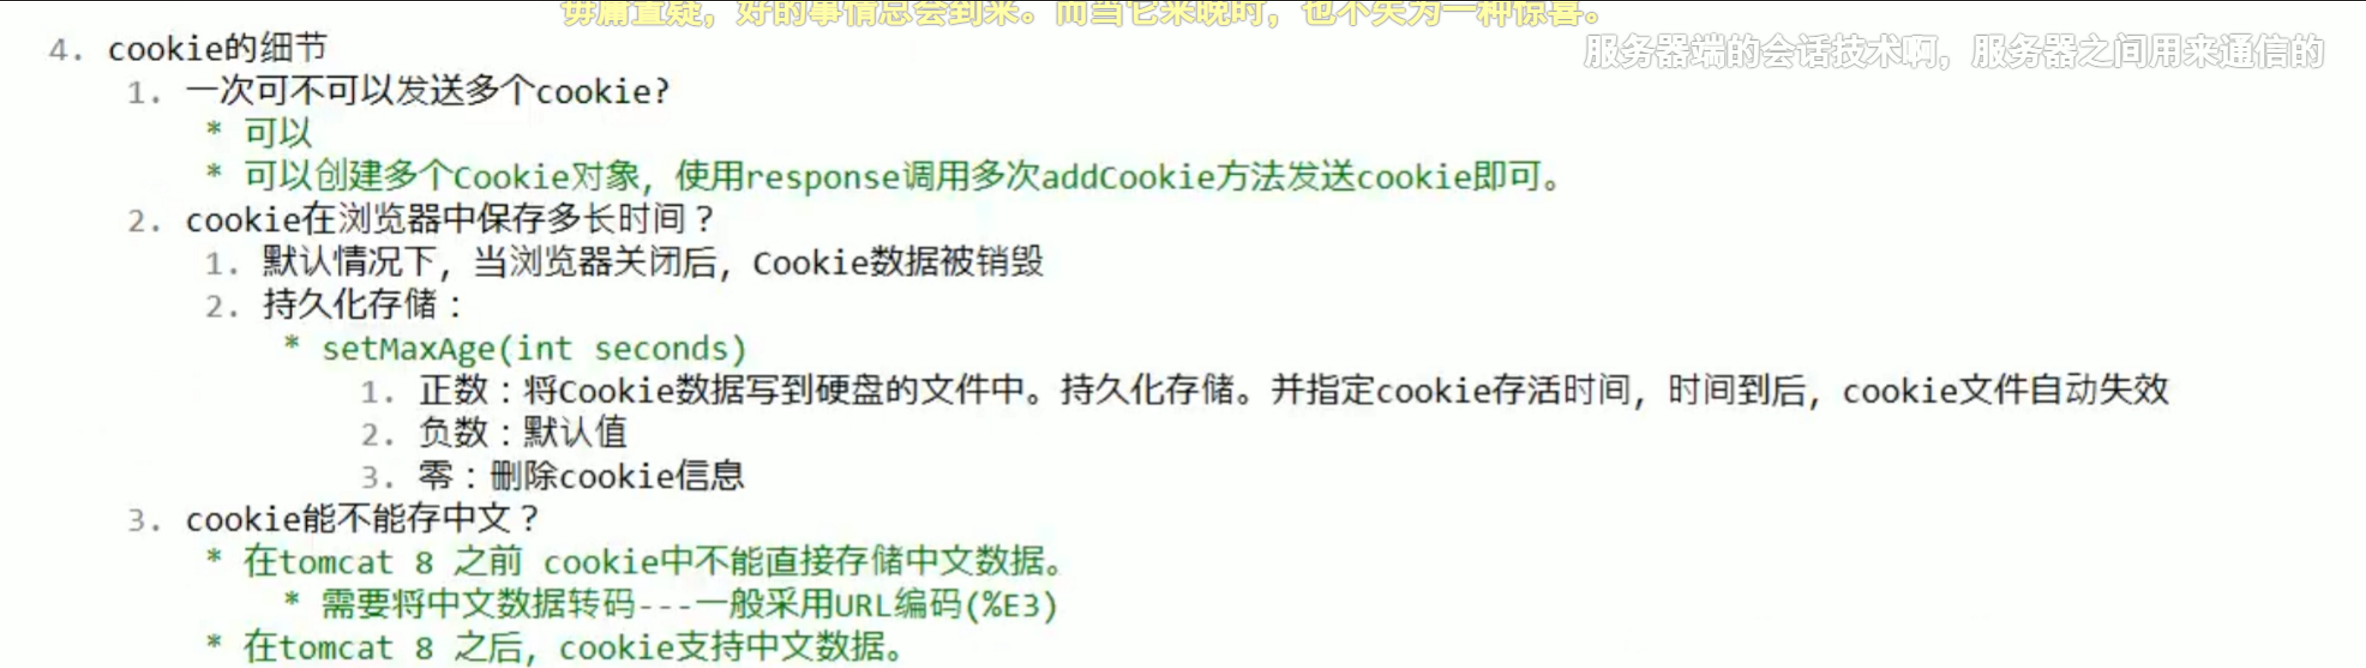 毋庸置疑，好的事情总会到来。而当它来晚时，也不失为一种惊喜。
4. cookie的细节
服务器端的会话技术啊，服务器之间用来通信的
1. 一次可不可以发送多个cookie?
* 可以
* 可以创建多个Cookie对象，使用response调用多次addCookie方法发送cookie即可。
2. cookie在浏览器中保存多长时间？
1. 默认情况下，当浏览器关闭后，Cookie数据被销毁
2. 持久化存储：
* setMaxAge(int seconds)
1. 正数：将Cookie数据写到硬盘的文件中。持久化存储。并指定cookie存活时间，时间到后，cookie文件自动失效
2. 负数：默认值
3. 零：删除cookie信息
3. cookie能不能存中文？
* 在tomcat 8 之前 cookie中不能直接存储中文数据。
* 需要将中文数据转码---一般采用URL编码(%E3)
* 在tomcat 8 之后，cookie支持中文数据。